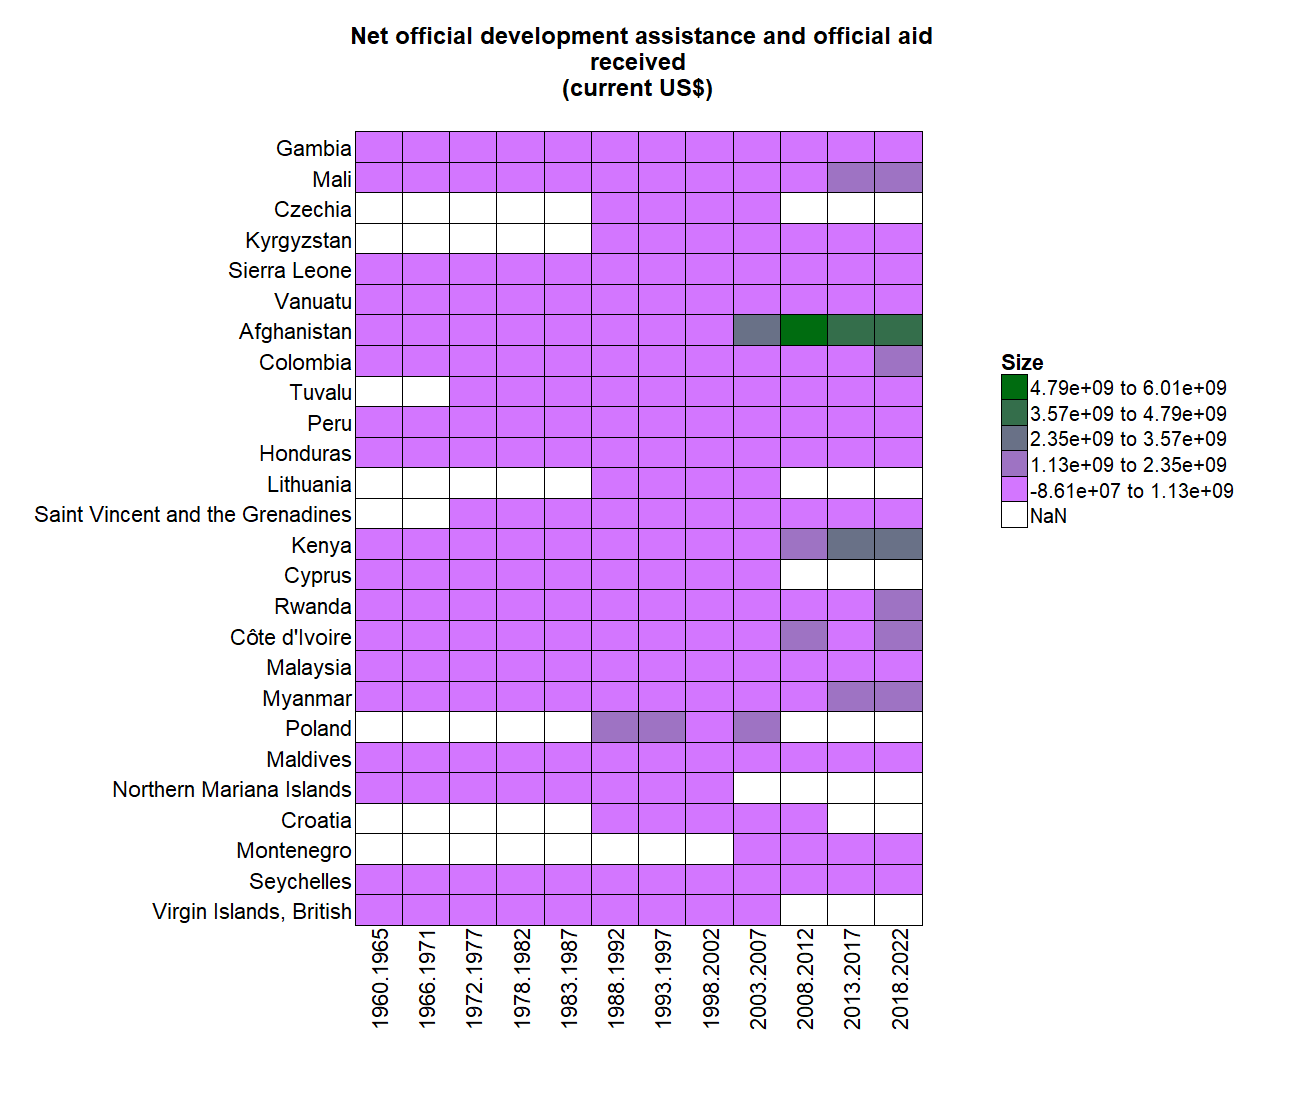 Net official development assistance and official aid
received
(current US$)
Gambia
Mali
Czechia
Kyrgyzstan
Sierra Leone
Vanuatu
Afghanistan
Colombia
Tuvalu
Peru
Honduras
Lithuania
Saint Vincent and the Grenadines
Kenya
Cyprus
Rwanda
Côte d'Ivoire
Malaysia
Myanmar
Poland
Maldives
Northern Mariana Islands
Croatia
Montenegro
Seychelles
Virgin Islands, British
1960.1965
1966.1971
1972.1977
1978.1982
1983.1987
1988.1992
1993.1997
1998.2002
2003.2007
2008.2012
2013.2017
2018.2022
Size
4.79e+09 to 6.01e+09
3.57e+09 to 4.79e+09
2.35e+09 to 3.57e+09
1.13e+09 to 2.35e+09
-8.61e+07 to 1.13e+09
NaN